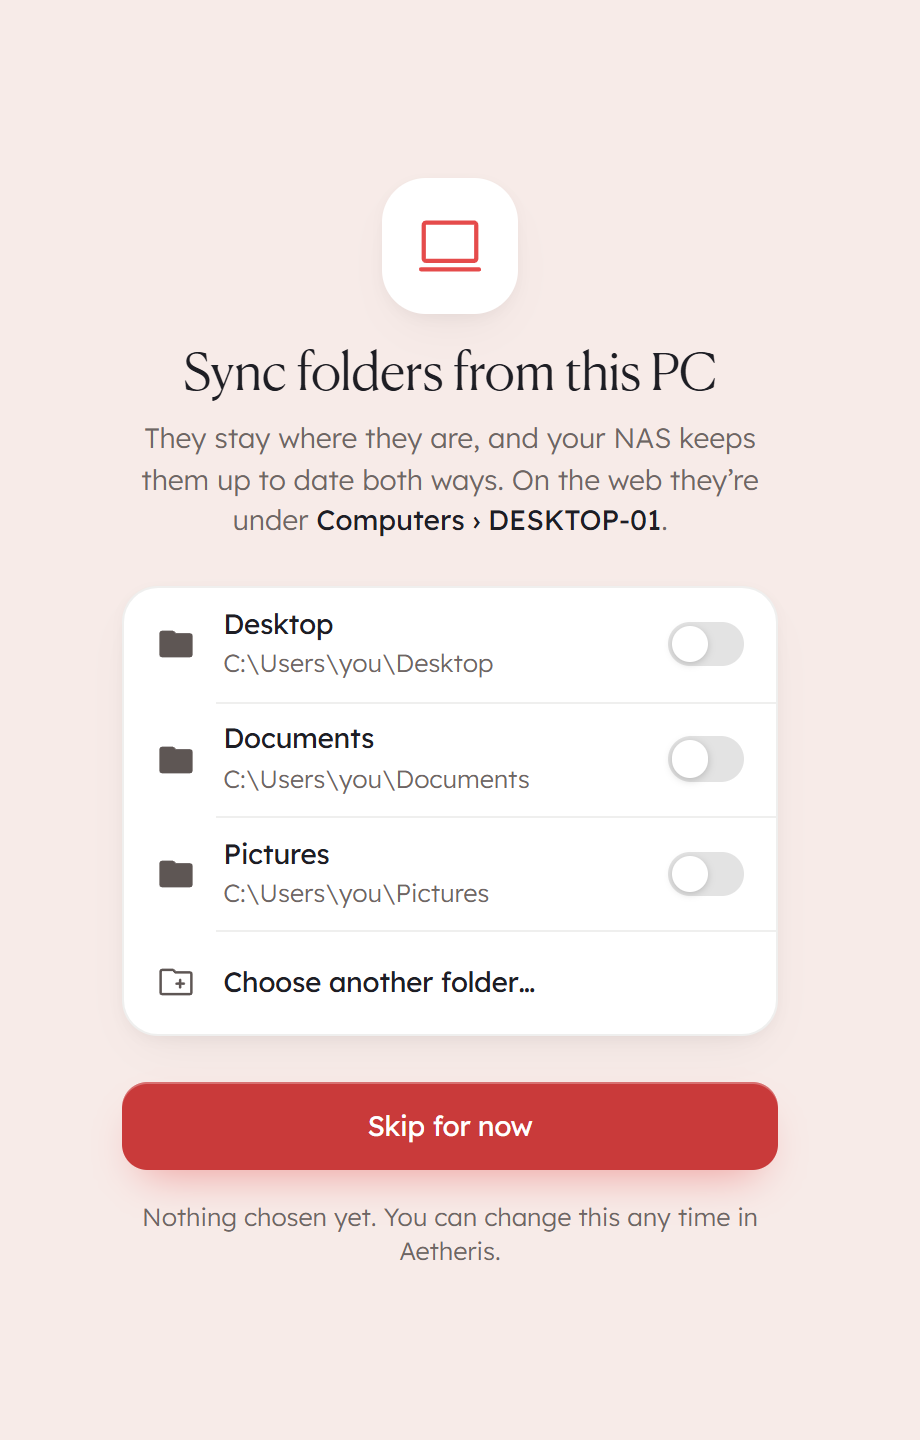 Sync folders from this PC
They stay where they are, and your NAS keeps
them up to date both ways. On the web they’re
under Computers › DESKTOP-01.
Desktop
C:\Users\you\Desktop
Documents
C:\Users\you\Documents
Pictures
C:\Users\you\Pictures
Choose another folder…
Skip for now
Nothing chosen yet. You can change this any time in
Aetheris.